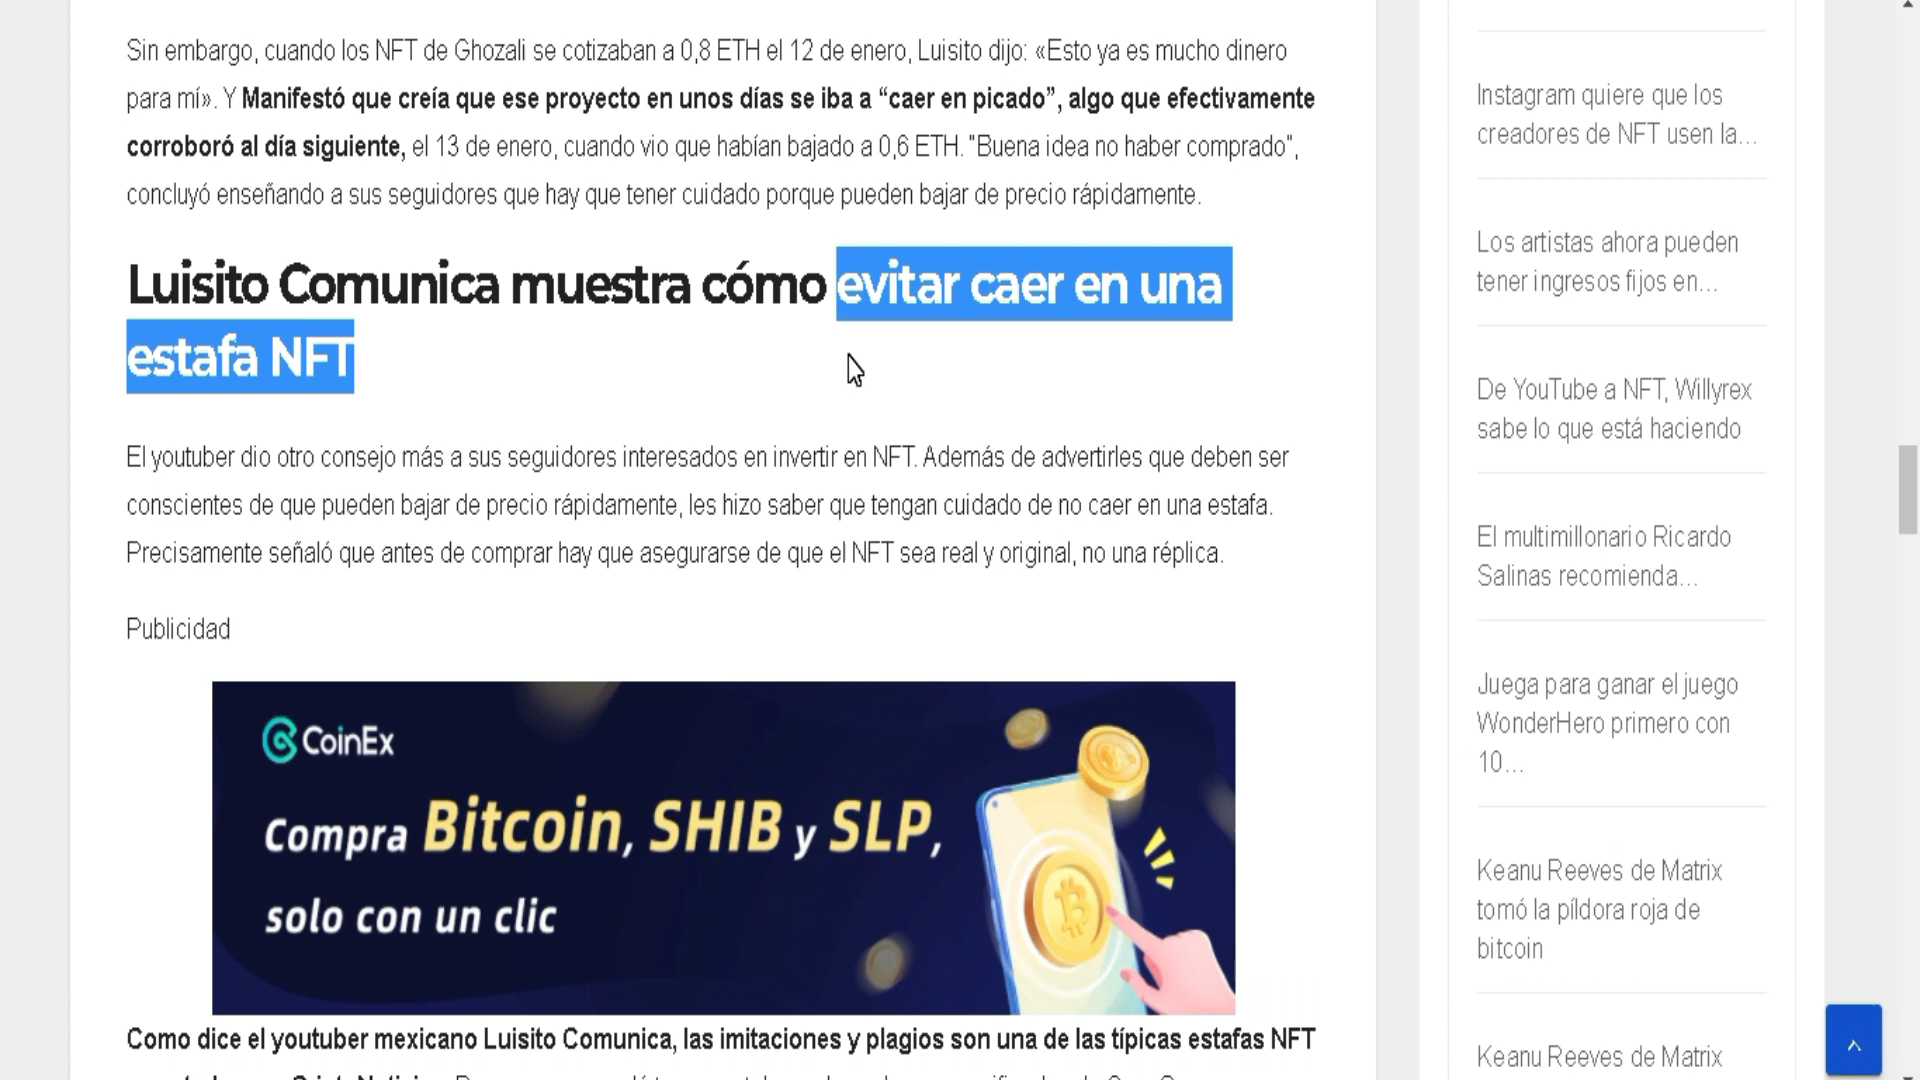 Sin embargo, cuando los NFT de Ghozali se cotizaban a 0,8 ETH el 12 de enero, Luisito dijo: «Esto ya es mucho dinero
para mí». Y Manifestó que creía que ese proyecto en unos días se iba a “caer en picado”, algo que efectivamente
corroboró al día siguiente, el 13 de enero, cuando vio que habían bajado a 0,6 ETH. "Buena idea no haber comprado",
concluyó enseñando a sus seguidores que hay que tener cuidado porque pueden bajar de precio rápidamente.
Luisito Comunica muestra cómo evitar caer en una
estafa NFT
El youtuber dio otro consejo más a sus seguidores interesados en invertir en NFT. Además de advertirles que deben ser
conscientes de que pueden bajar de precio rápidamente, les hizo saber que tengan cuidado de no caer en una estafa.
Precisamente señaló que antes de comprar hay que asegurarse de que el NFT sea real y original, no una réplica.
Publicidad
CoinEx
Compra Bitcoin, SHIB y SLP,
solo con un clic
Como dice el youtuber mexicano Luisito Comunica, las imitaciones y plagios son una de las típicas estafas NFT
Instagram quiere que los
creadores de NFT usen la...
Los artistas ahora pueden
tener ingresos fijos en...
De YouTube a NFT, Willyrex
sabe lo que está haciendo
El multimillonario Ricardo
Salinas recomienda...
Juega para ganar el juego
WonderHero primero con
10...
Keanu Reeves de Matrix
tomó la píldora roja de
bitcoin
Keanu Reeves de Matrix